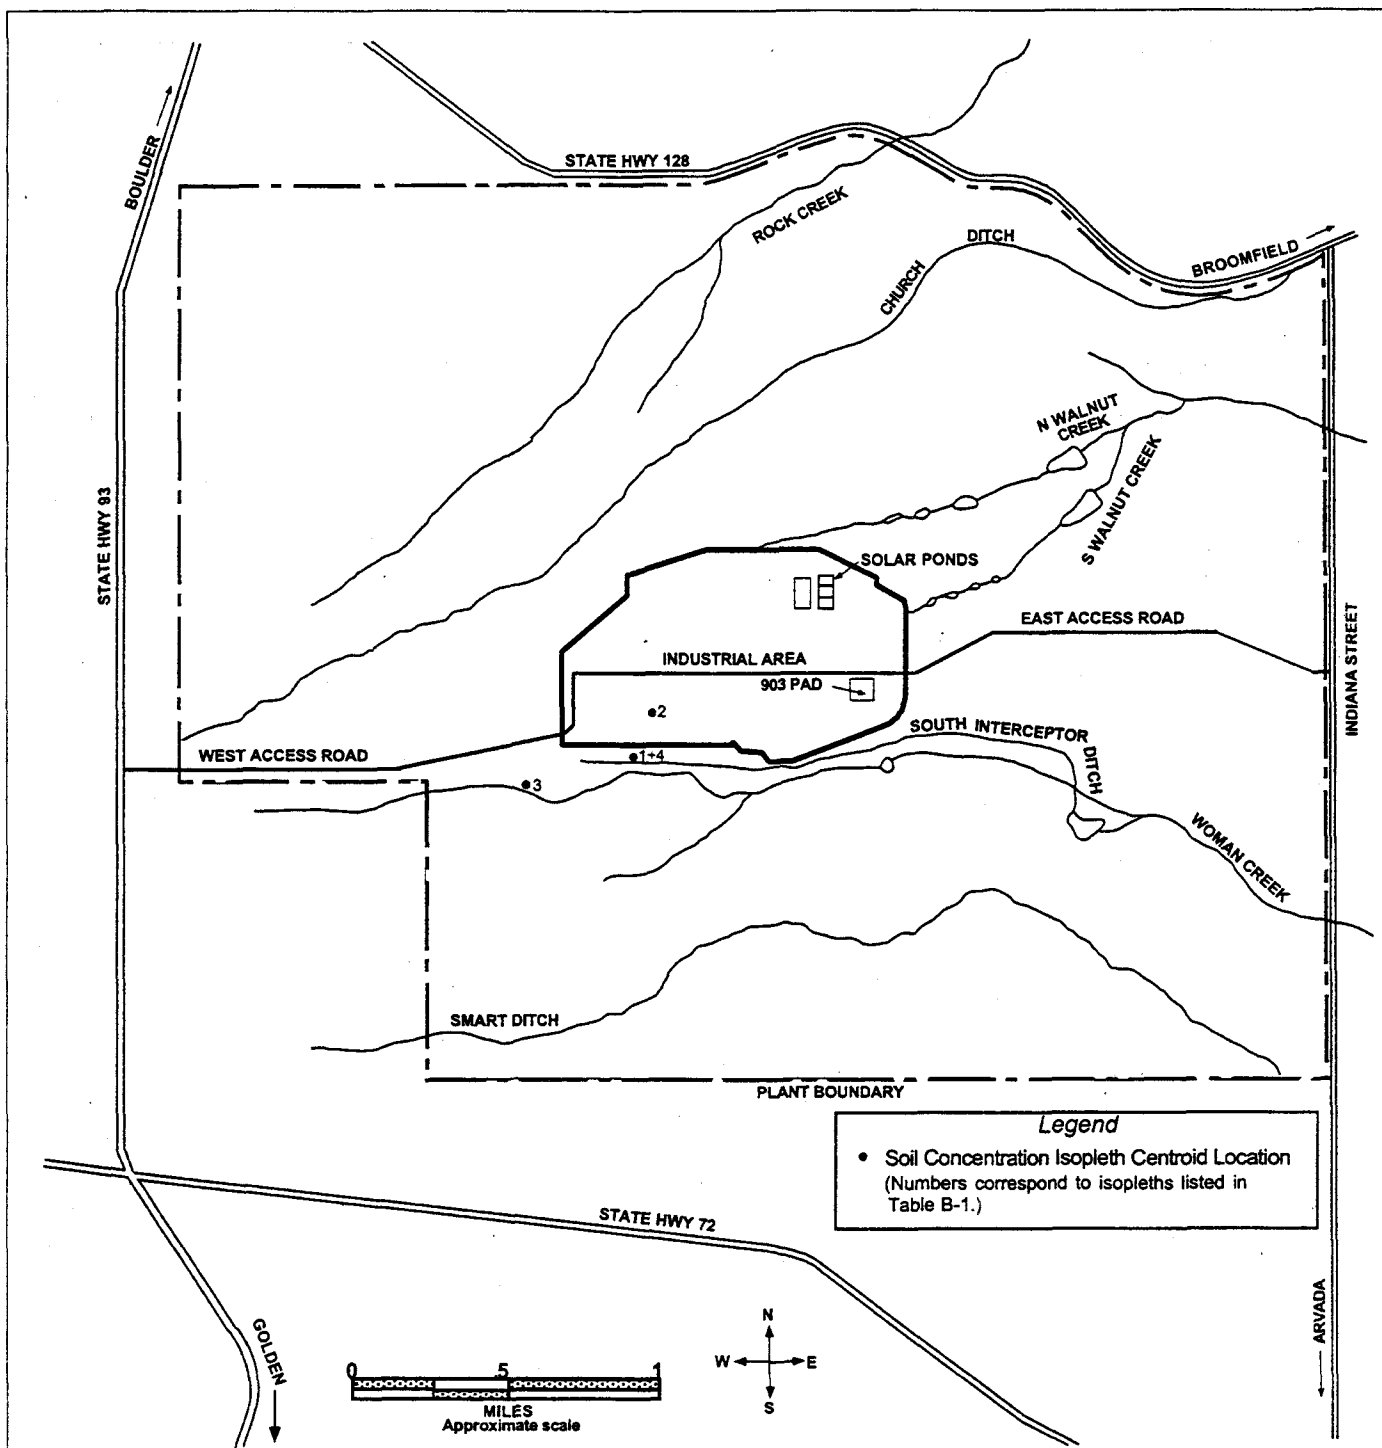 BOULDER
STATE HWY 128
ROCK CREEK
DITCH
CHURCH
BROOMFIELD
N WALNUT
CREEK
S WALNUT CREEK
STATE HWY 93
SOLAR PONDS
EAST ACCESS ROAD
INDIANA STREET
INDUSTRIAL AREA
903 PAD
2
SOUTH INTERCEPTOR
DITCH
WEST ACCESS ROAD
1+4
3
WOMAN CREEK
SMART DITCH
PLANT BOUNDARY
Legend
Soil Concentration Isopleth Centroid Location
(Numbers correspond to isopleths listed in
Table B-1.)
STATE HWY 72
GOLDEN
ARVADA
N
W E
S
0 .5 1
MILES
Approximate scale